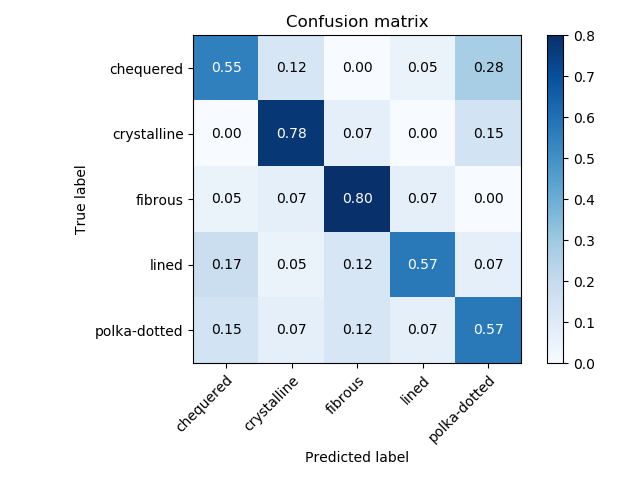 Confusion matrix
True label
chequered 0.55 0.12 0.00 0.05 0.28
crystalline 0.00 0.78 0.07 0.00 0.15
fibrous 0.05 0.07 0.80 0.07 0.00
lined 0.17 0.05 0.12 0.57 0.07
polka-dotted 0.15 0.07 0.12 0.07 0.57
chequered crystalline fibrous lined polka-dotted
Predicted label
0.8
0.7
0.6
0.5
0.4
0.3
0.2
0.1
0.0